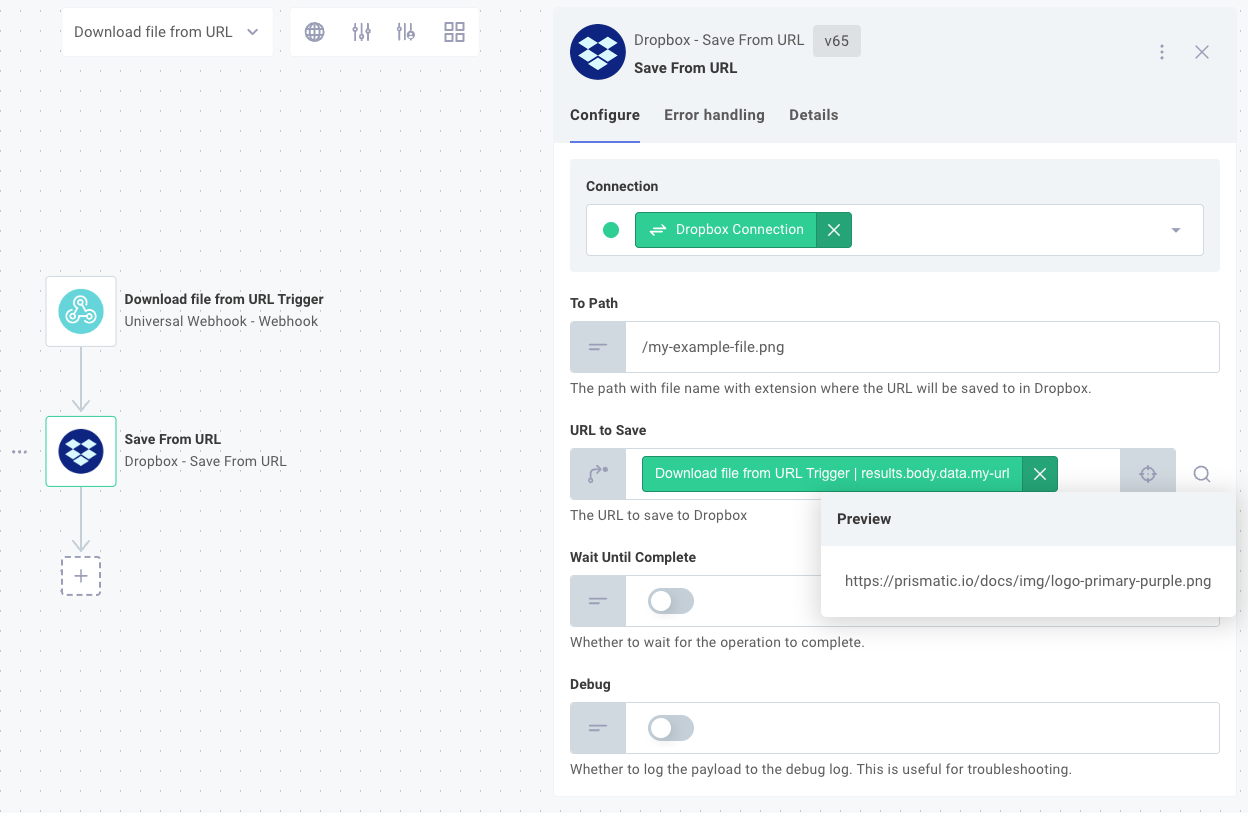 Download file from URL
Download file from URL Trigger
Universal Webhook - Webhook
Save From URL
Dropbox - Save From URL
Dropbox - Save From URL v65
Save From URL
Configure Error handling Details
Connection
Dropbox Connection
To Path
/my-example-file.png
The path with file name with extension where the URL will be saved to in Dropbox.
URL to Save
Download file from URL Trigger | results.body.data.my-url
The URL to save to Dropbox
Preview
https://prismatic.io/docs/img/logo-primary-purple.png
Wait Until Complete
Whether to wait for the operation to complete.
Debug
Whether to log the payload to the debug log. This is useful for troubleshooting.